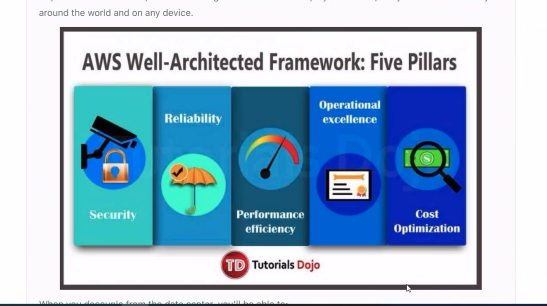 around the world and on any device.
AWS Well-Architected Framework: Five Pillars
Security
Reliability
Performance
efficiency
Operational
excellence
Cost
Optimization
TD Tutorials Dojo
When you decouple from the data center, you'll be able to: